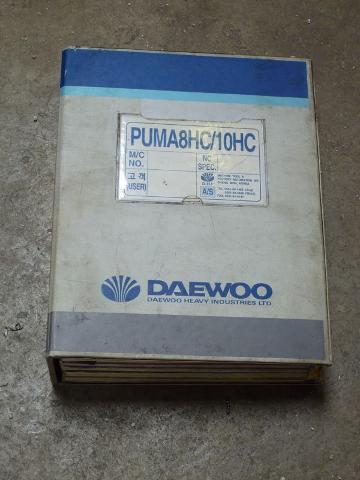 PUMA8HC/10HC
M/C NO.
NC SPEC.
고객 (USER)
A/S
DAEWOO
DAEWOO HEAVY INDUSTRIES LTD